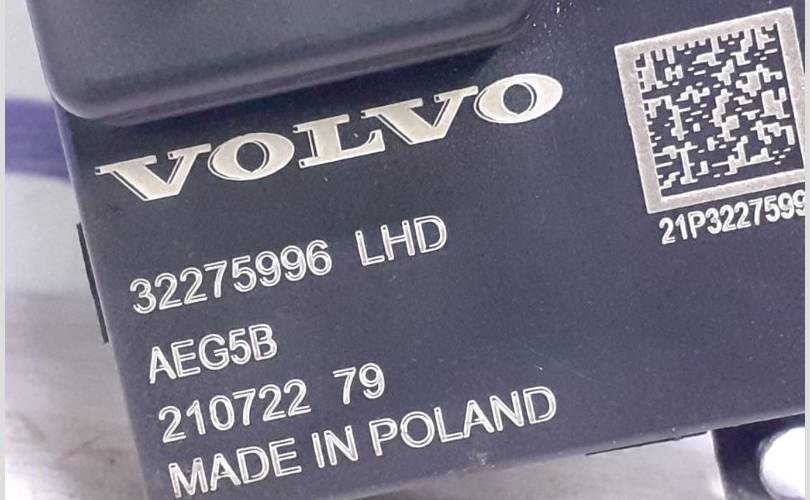 VOLVO
21P3227599
32275996 LHD
AEG5B
210722 79
MADE IN POLAND